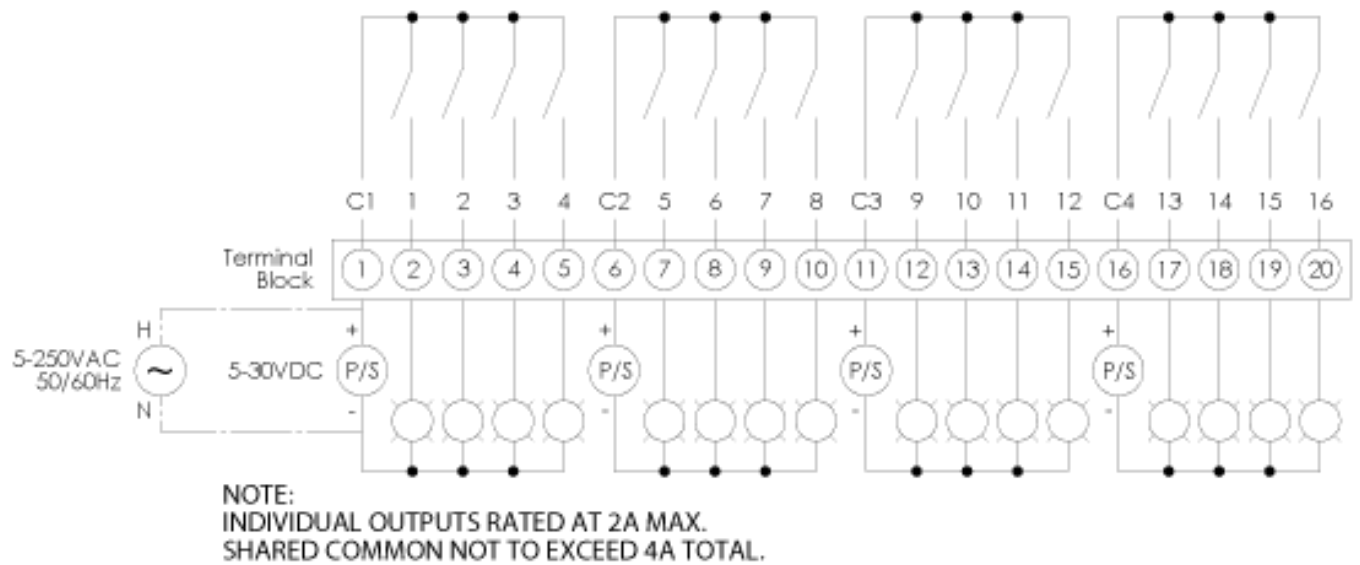 C1 1 2 3 4 C2 5 6 7 8 C3 9 10 11 12 C4 13 14 15 16
Terminal
Block
1 2 3 4 5 6 7 8 9 10 11 12 13 14 15 16 17 18 19 20
H + + + +
5-250VAC
50/60Hz
~ 5-30VDC P/S P/S P/S P/S
N - - - -
NOTE:
INDIVIDUAL OUTPUTS RATED AT 2A MAX.
SHARED COMMON NOT TO EXCEED 4A TOTAL.